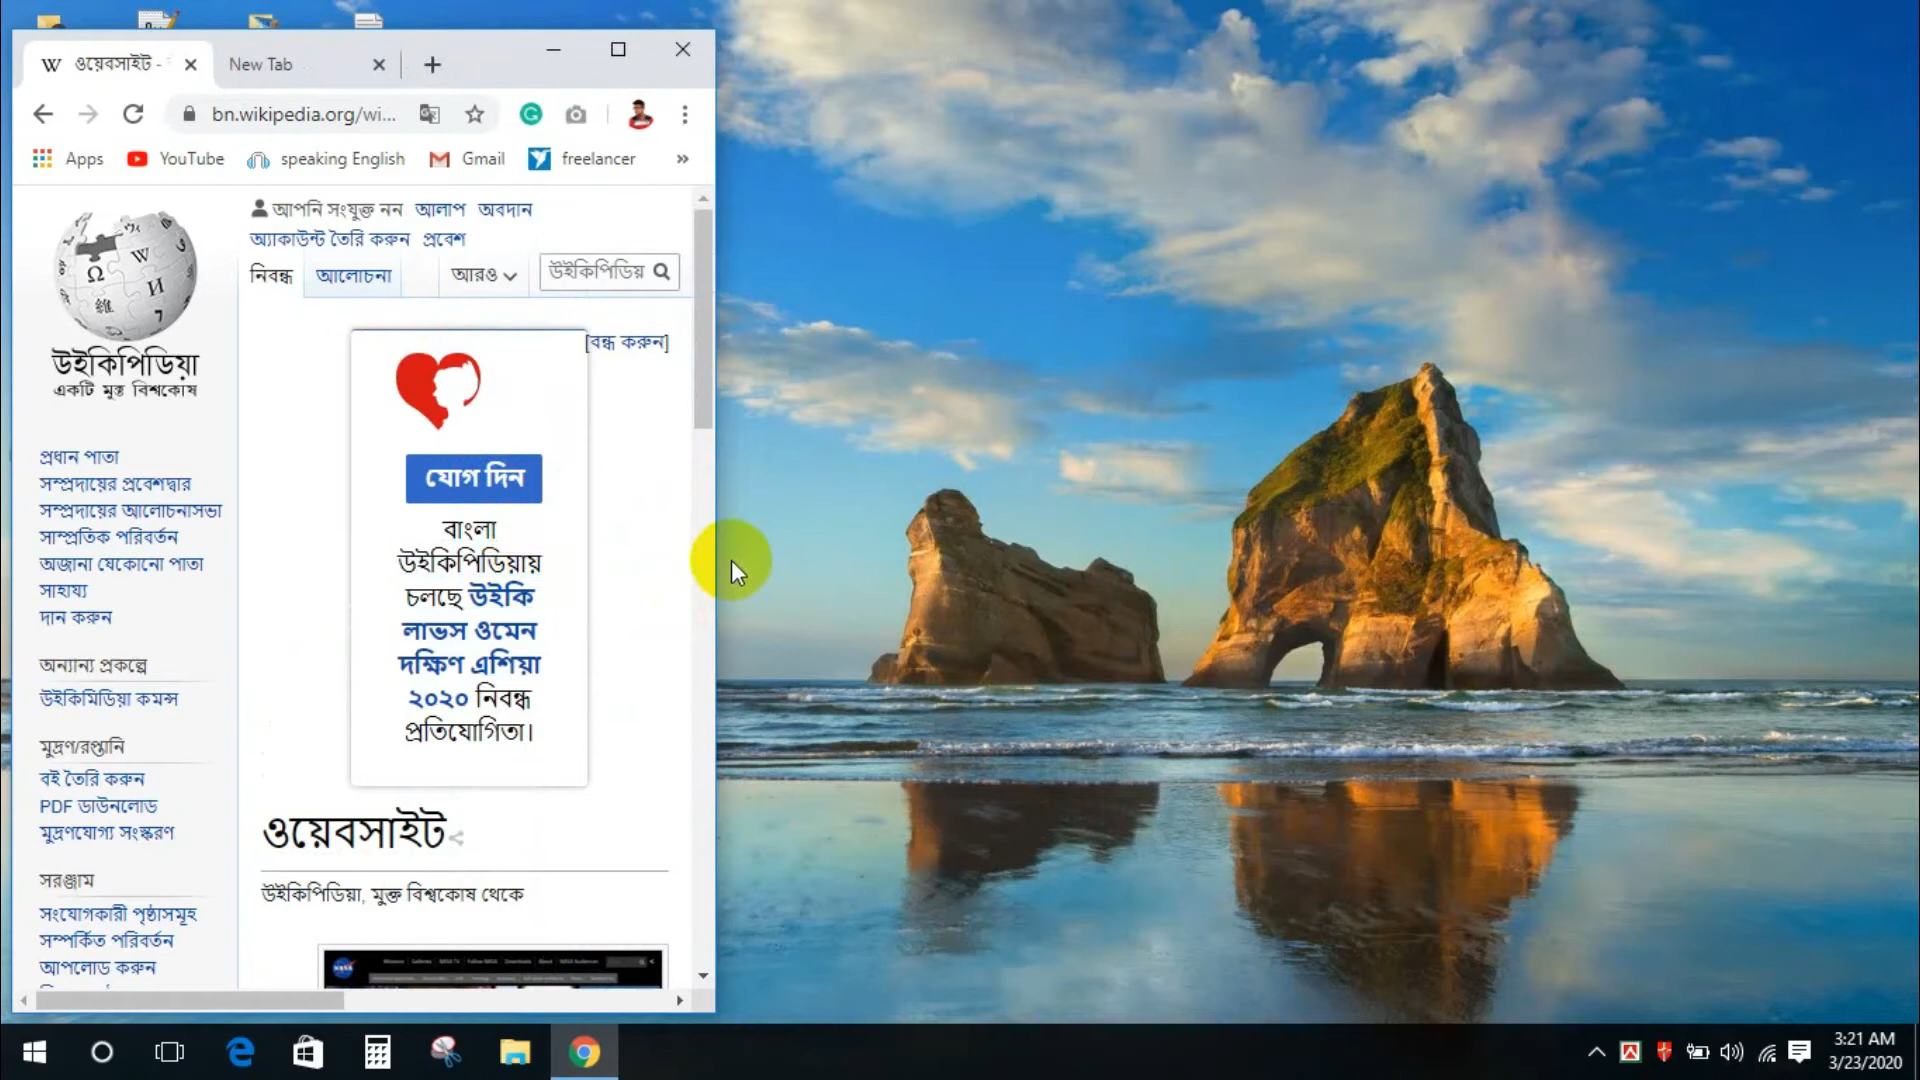 ওয়েবসাইট -
New Tab
bn.wikipedia.org/wi...
Apps
YouTube
speaking English
Gmail
freelancer
»
আপনি সংযুক্ত নন আলাপ অবদান
অ্যাকাউন্ট তৈরি করুন প্রবেশ
নিবন্ধ
আলোচনা
আরও
উইকিপিডিয়
উইকিপিডিয়া
একটি মুক্ত বিশ্বকোষ
[বন্ধ করুন]
যোগ দিন
বাংলা
উইকিপিডিয়ায়
চলছে উইকি
লাভস ওমেন
দক্ষিণ এশিয়া
২০২০ নিবন্ধ
প্রতিযোগিতা।
প্রধান পাতা
সম্প্রদায়ের প্রবেশদ্বার
সম্প্রদায়ের আলোচনাসভা
সাম্প্রতিক পরিবর্তন
অজানা যেকোনো পাতা
সাহায্য
দান করুন
অন্যান্য প্রকল্পে
উইকিমিডিয়া কমন্স
মুদ্রণ/রপ্তানি
বই তৈরি করুন
PDF ডাউনলোড
মুদ্রণযোগ্য সংস্করণ
সরঞ্জাম
সংযোগকারী পৃষ্ঠাসমূহ
সম্পর্কিত পরিবর্তন
আপলোড করুন
ওয়েবসাইট
উইকিপিডিয়া, মুক্ত বিশ্বকোষ থেকে
3:21 AM
3/23/2020